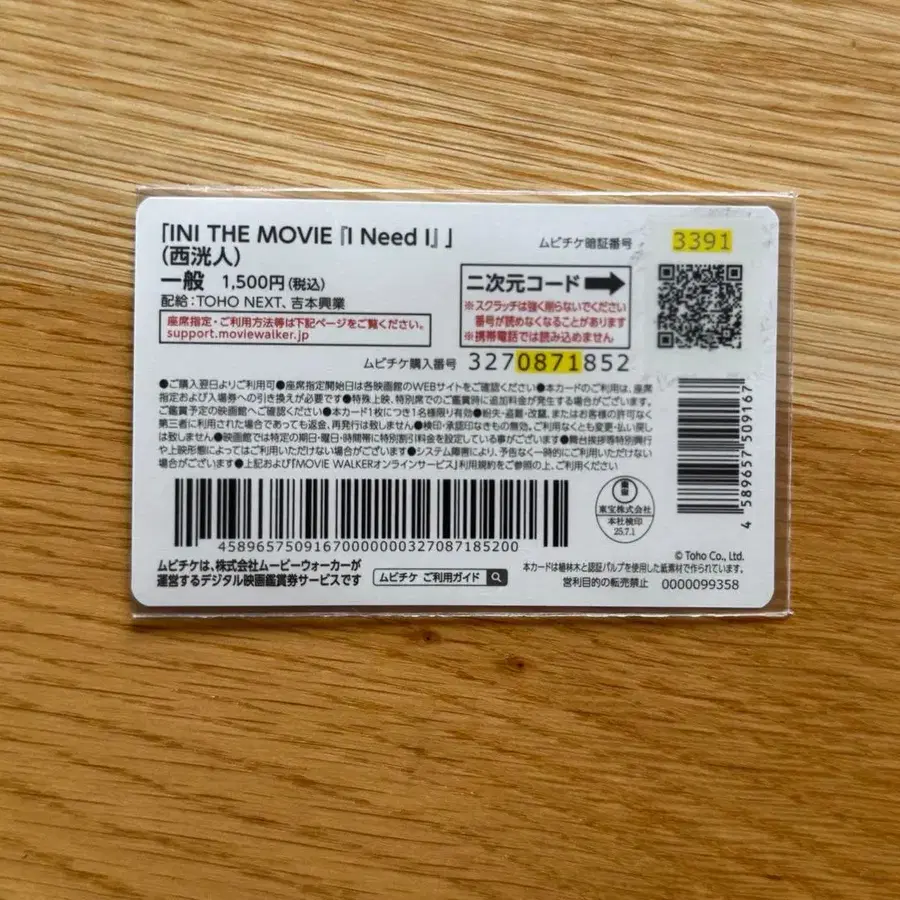 「INI THE MOVIE『I Need I』」
(西洸人)
一般 1,500円(税込)
配給:TOHO NEXT、吉本興業
座席指定・ご利用方法等は下記ページをご覧ください。
support.moviewalker.jp
ムビチケ暗証番号 3391
二次元コード
※スクラッチは強く削らないでください
番号が読めなくなることがあります
※携帯電話では読み込めません
ムビチケ購入番号 3270871852
●ご購入翌日よりご利用可●座席指定開始日は各映画館のWEBサイトをご確認ください●本カードのご利用は、座席
指定および入場券への引き換えが必要です●特殊上映、特別席でのご鑑賞時に追加料金が発生する場合がございます。
ご鑑賞予定の映画館へご確認ください●本カード1枚につき1名様限り有効●紛失・盗難・改竄、またはお客様の許可なく
第三者に利用された場合であっても返金、再発行は致しません●検印・承認印なきもの無効。ご利用なくとも変更・払い戻し
は致しません●映画館では特定の期日・曜日・時間帯に特別割引料金を設定している事がございます●舞台挨拶等特別興行
や上映形態によってはご利用いただけない場合がございます●システム障害により、予告なく一時的にご利用いただけない
場合がございます●上記および『MOVIE WALKERオンラインサービス』利用規約をご参照の上、ご利用ください
4589657509167000000032708718520​0
4 589657 509167
東宝
東宝株式会社
本社検印
25.7.1
ムビチケは、株式会社ムービーウォーカーが
運営するデジタル映画鑑賞券サービスです
ムビチケ ご利用ガイド
© Toho Co., Ltd.
本カードは植林木と認証パルプを使用した紙素材で作られています。
営利目的の転売禁止 0000099358